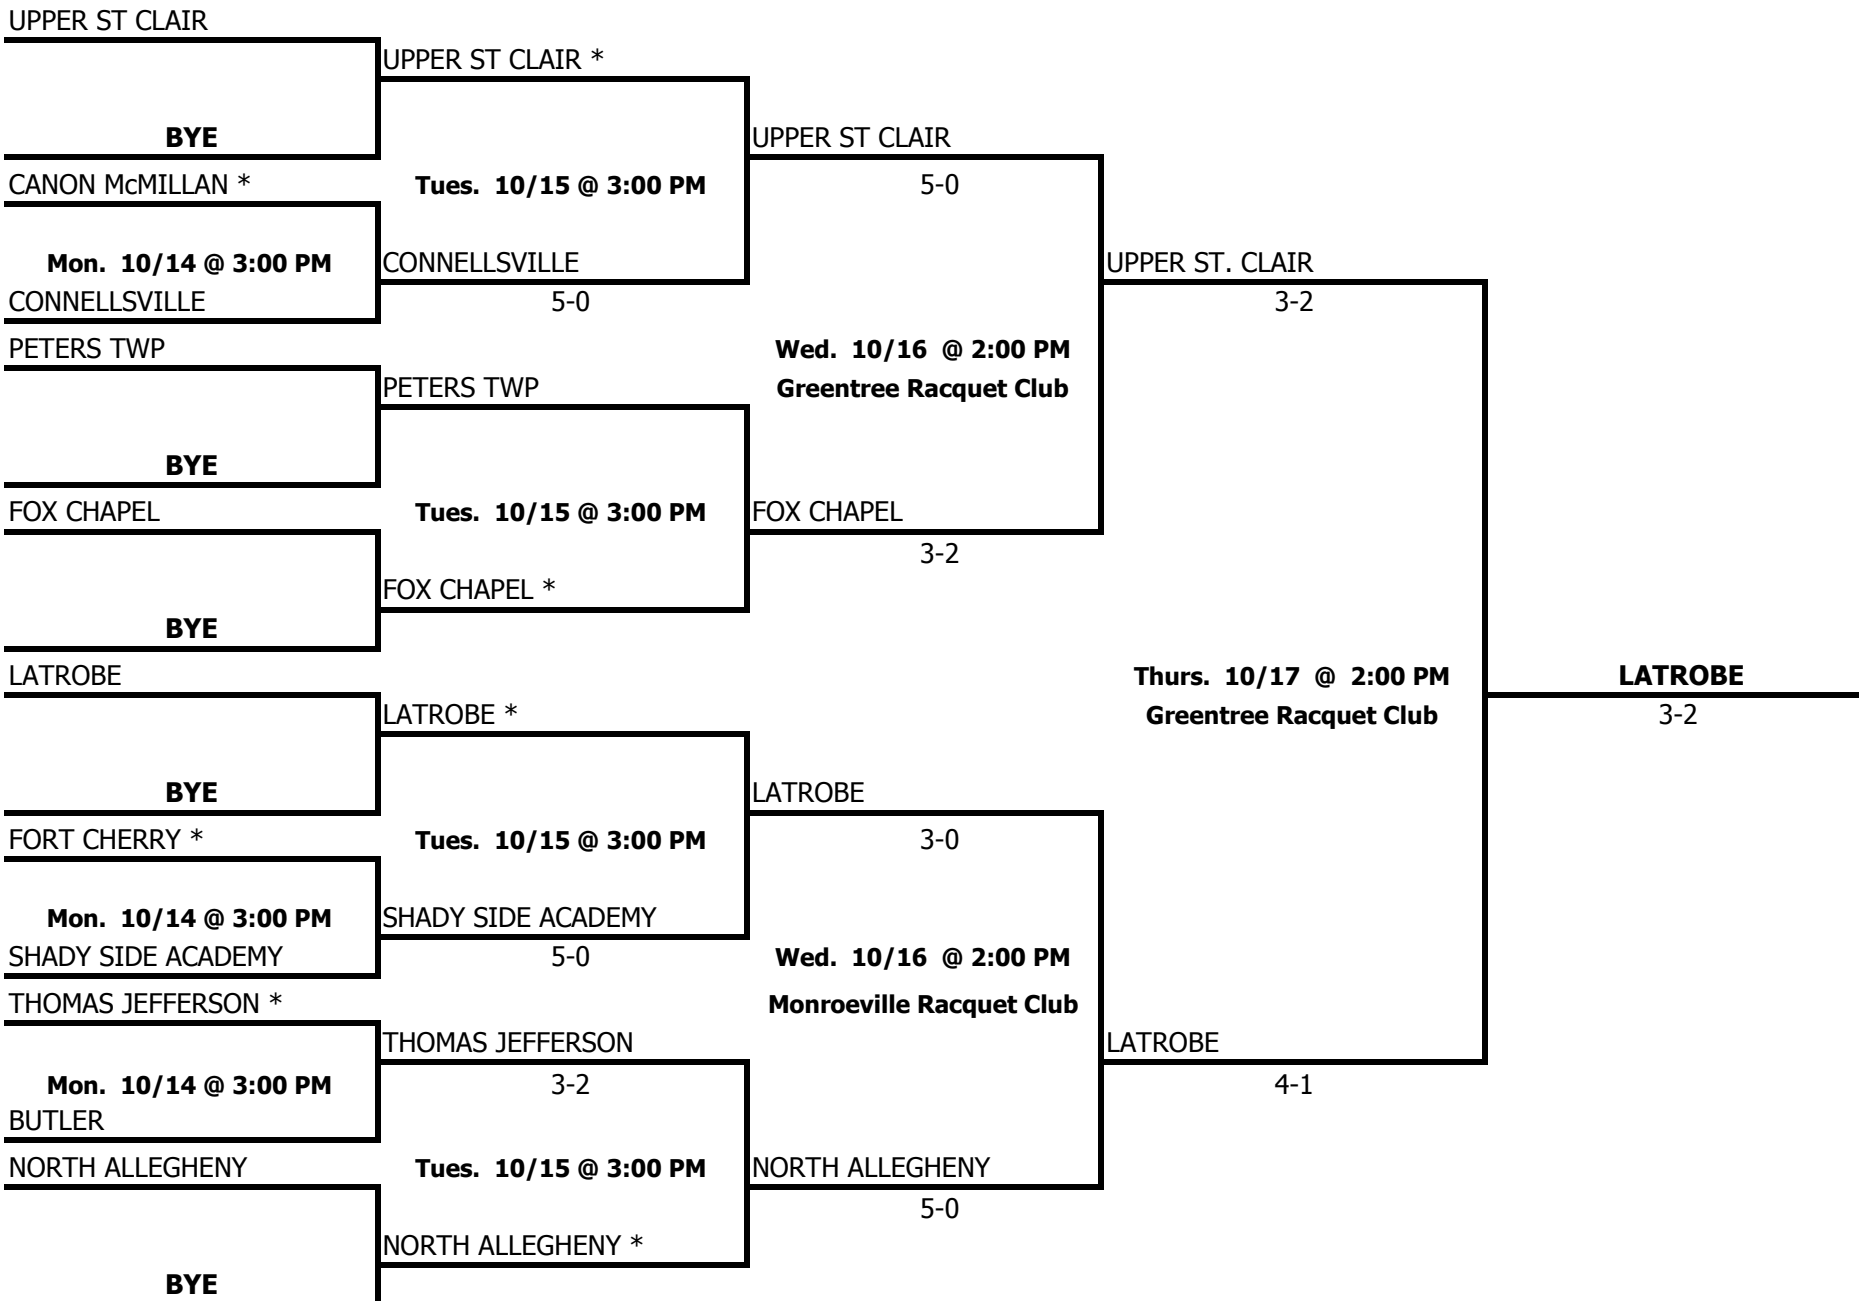 UPPER ST CLAIR
UPPER ST CLAIR *
BYE
UPPER ST CLAIR
CANON McMILLAN *
Tues. 10/15 @ 3:00 PM
5-0
Mon. 10/14 @ 3:00 PM
CONNELLSVILLE
UPPER ST. CLAIR
CONNELLSVILLE
5-0
3-2
PETERS TWP
Wed. 10/16 @ 2:00 PM
PETERS TWP
Greentree Racquet Club
BYE
FOX CHAPEL
Tues. 10/15 @ 3:00 PM
FOX CHAPEL
3-2
FOX CHAPEL *
BYE
LATROBE
Thurs. 10/17 @ 2:00 PM
LATROBE
LATROBE *
Greentree Racquet Club
3-2
BYE
LATROBE
FORT CHERRY *
Tues. 10/15 @ 3:00 PM
3-0
Mon. 10/14 @ 3:00 PM
SHADY SIDE ACADEMY
SHADY SIDE ACADEMY
5-0
Wed. 10/16 @ 2:00 PM
THOMAS JEFFERSON *
Monroeville Racquet Club
THOMAS JEFFERSON
LATROBE
Mon. 10/14 @ 3:00 PM
3-2
4-1
BUTLER
NORTH ALLEGHENY
Tues. 10/15 @ 3:00 PM
NORTH ALLEGHENY
5-0
NORTH ALLEGHENY *
BYE